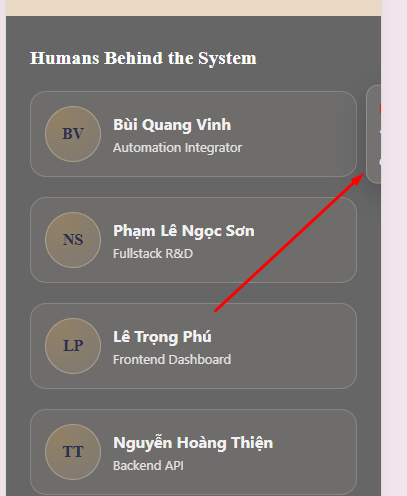 Humans Behind the System
BV
Bùi Quang Vinh
Automation Integrator
NS
Phạm Lê Ngọc Sơn
Fullstack R&D
LP
Lê Trọng Phú
Frontend Dashboard
TT
Nguyễn Hoàng Thiện
Backend API